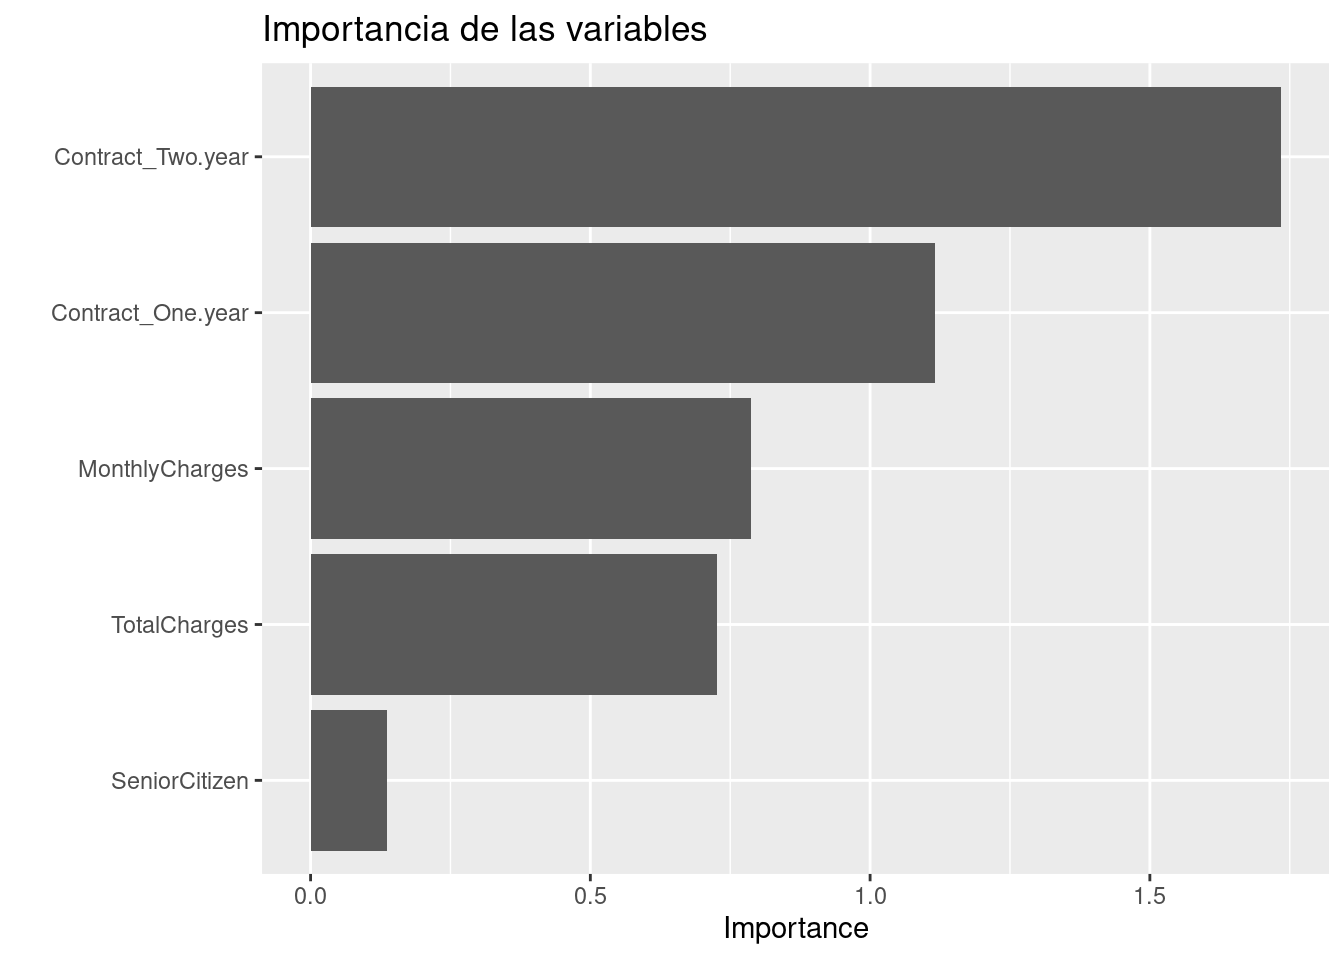 Importancia de las variables
Contract_Two.year
Contract_One.year
MonthlyCharges
TotalCharges
SeniorCitizen
0.0 0.5 1.0 1.5
Importance